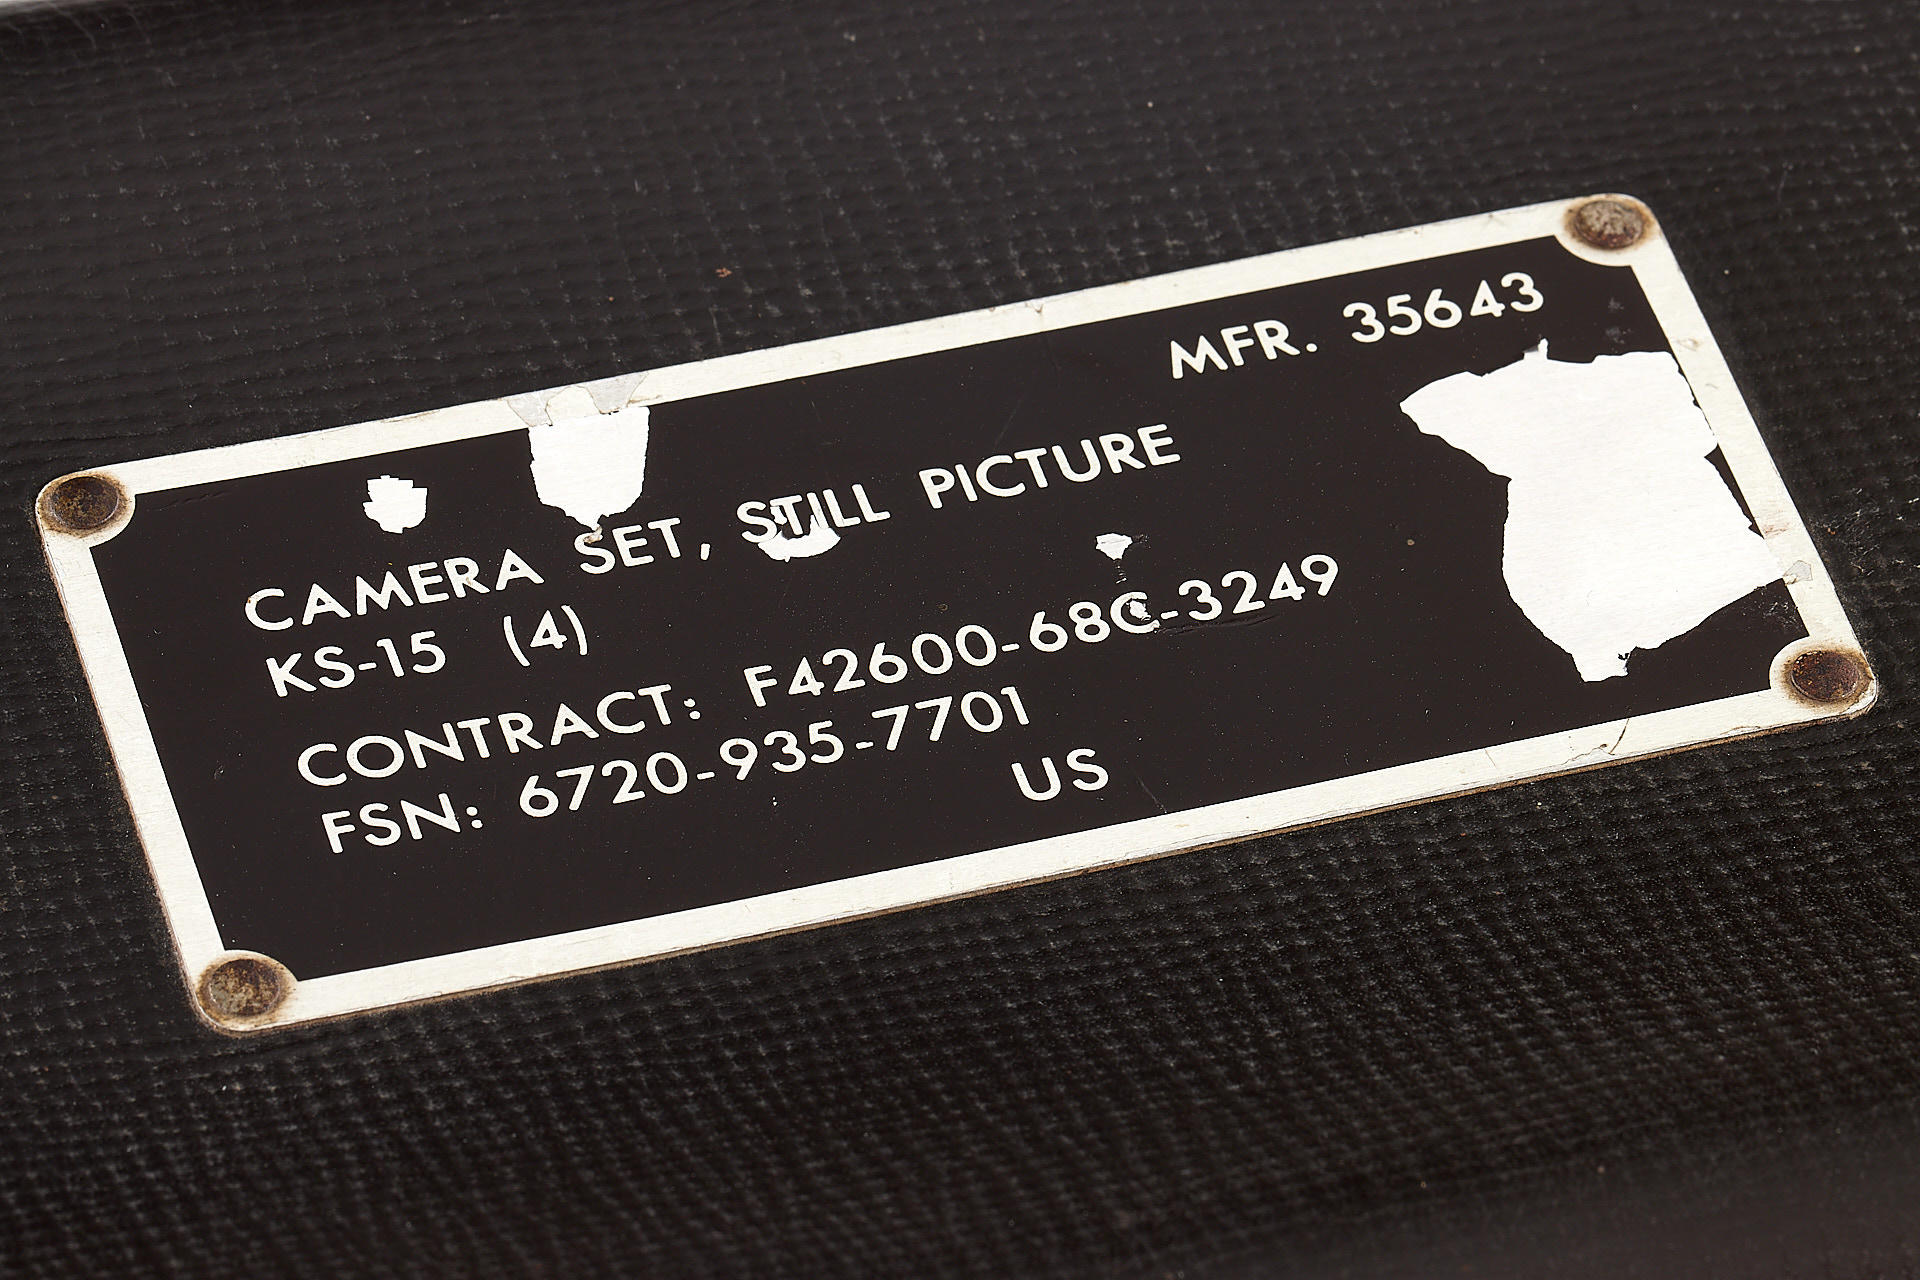 MFR. 35643
CAMERA SET, STILL PICTURE
KS-15 (4)
CONTRACT: F42600-68C-3249
FSN: 6720-935-7701
US